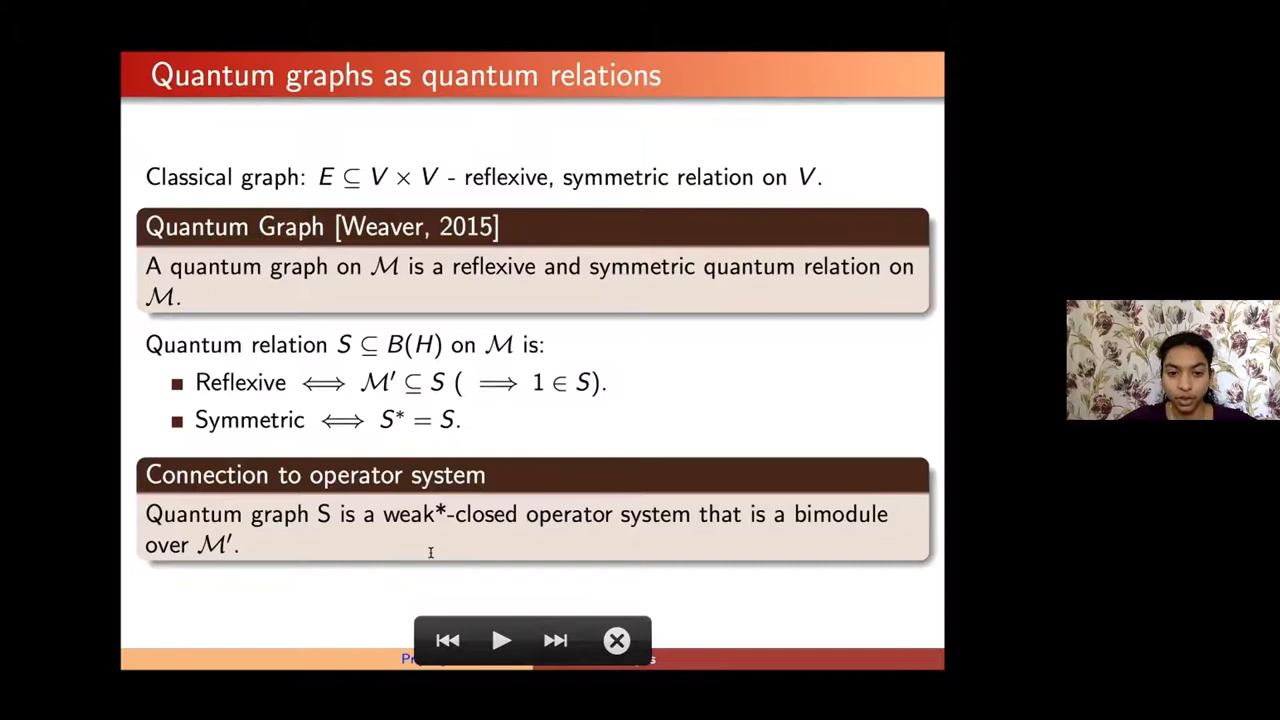 Quantum graphs as quantum relations
Classical graph: E ⊆ V × V - reflexive, symmetric relation on V.
Quantum Graph [Weaver, 2015]
A quantum graph on ℳ is a reflexive and symmetric quantum relation on
ℳ.
Quantum relation S ⊆ B(H) on ℳ is:
■ Reflexive ⟺ ℳ′ ⊆ S ( ⟹ 1 ∈ S).
■ Symmetric ⟺ S* = S.
Connection to operator system
Quantum graph S is a weak*-closed operator system that is a bimodule
over ℳ′.